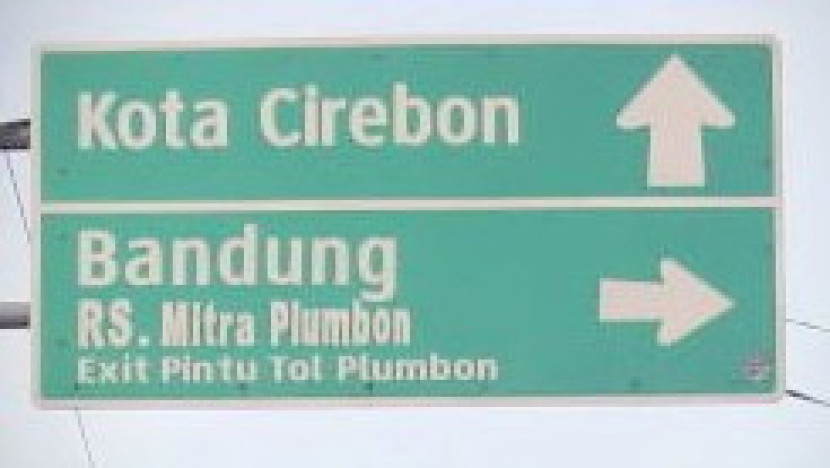 Kota Cirebon
Bandung
RS. Mitra Plumbon
Exit Pintu Tol Plumbon